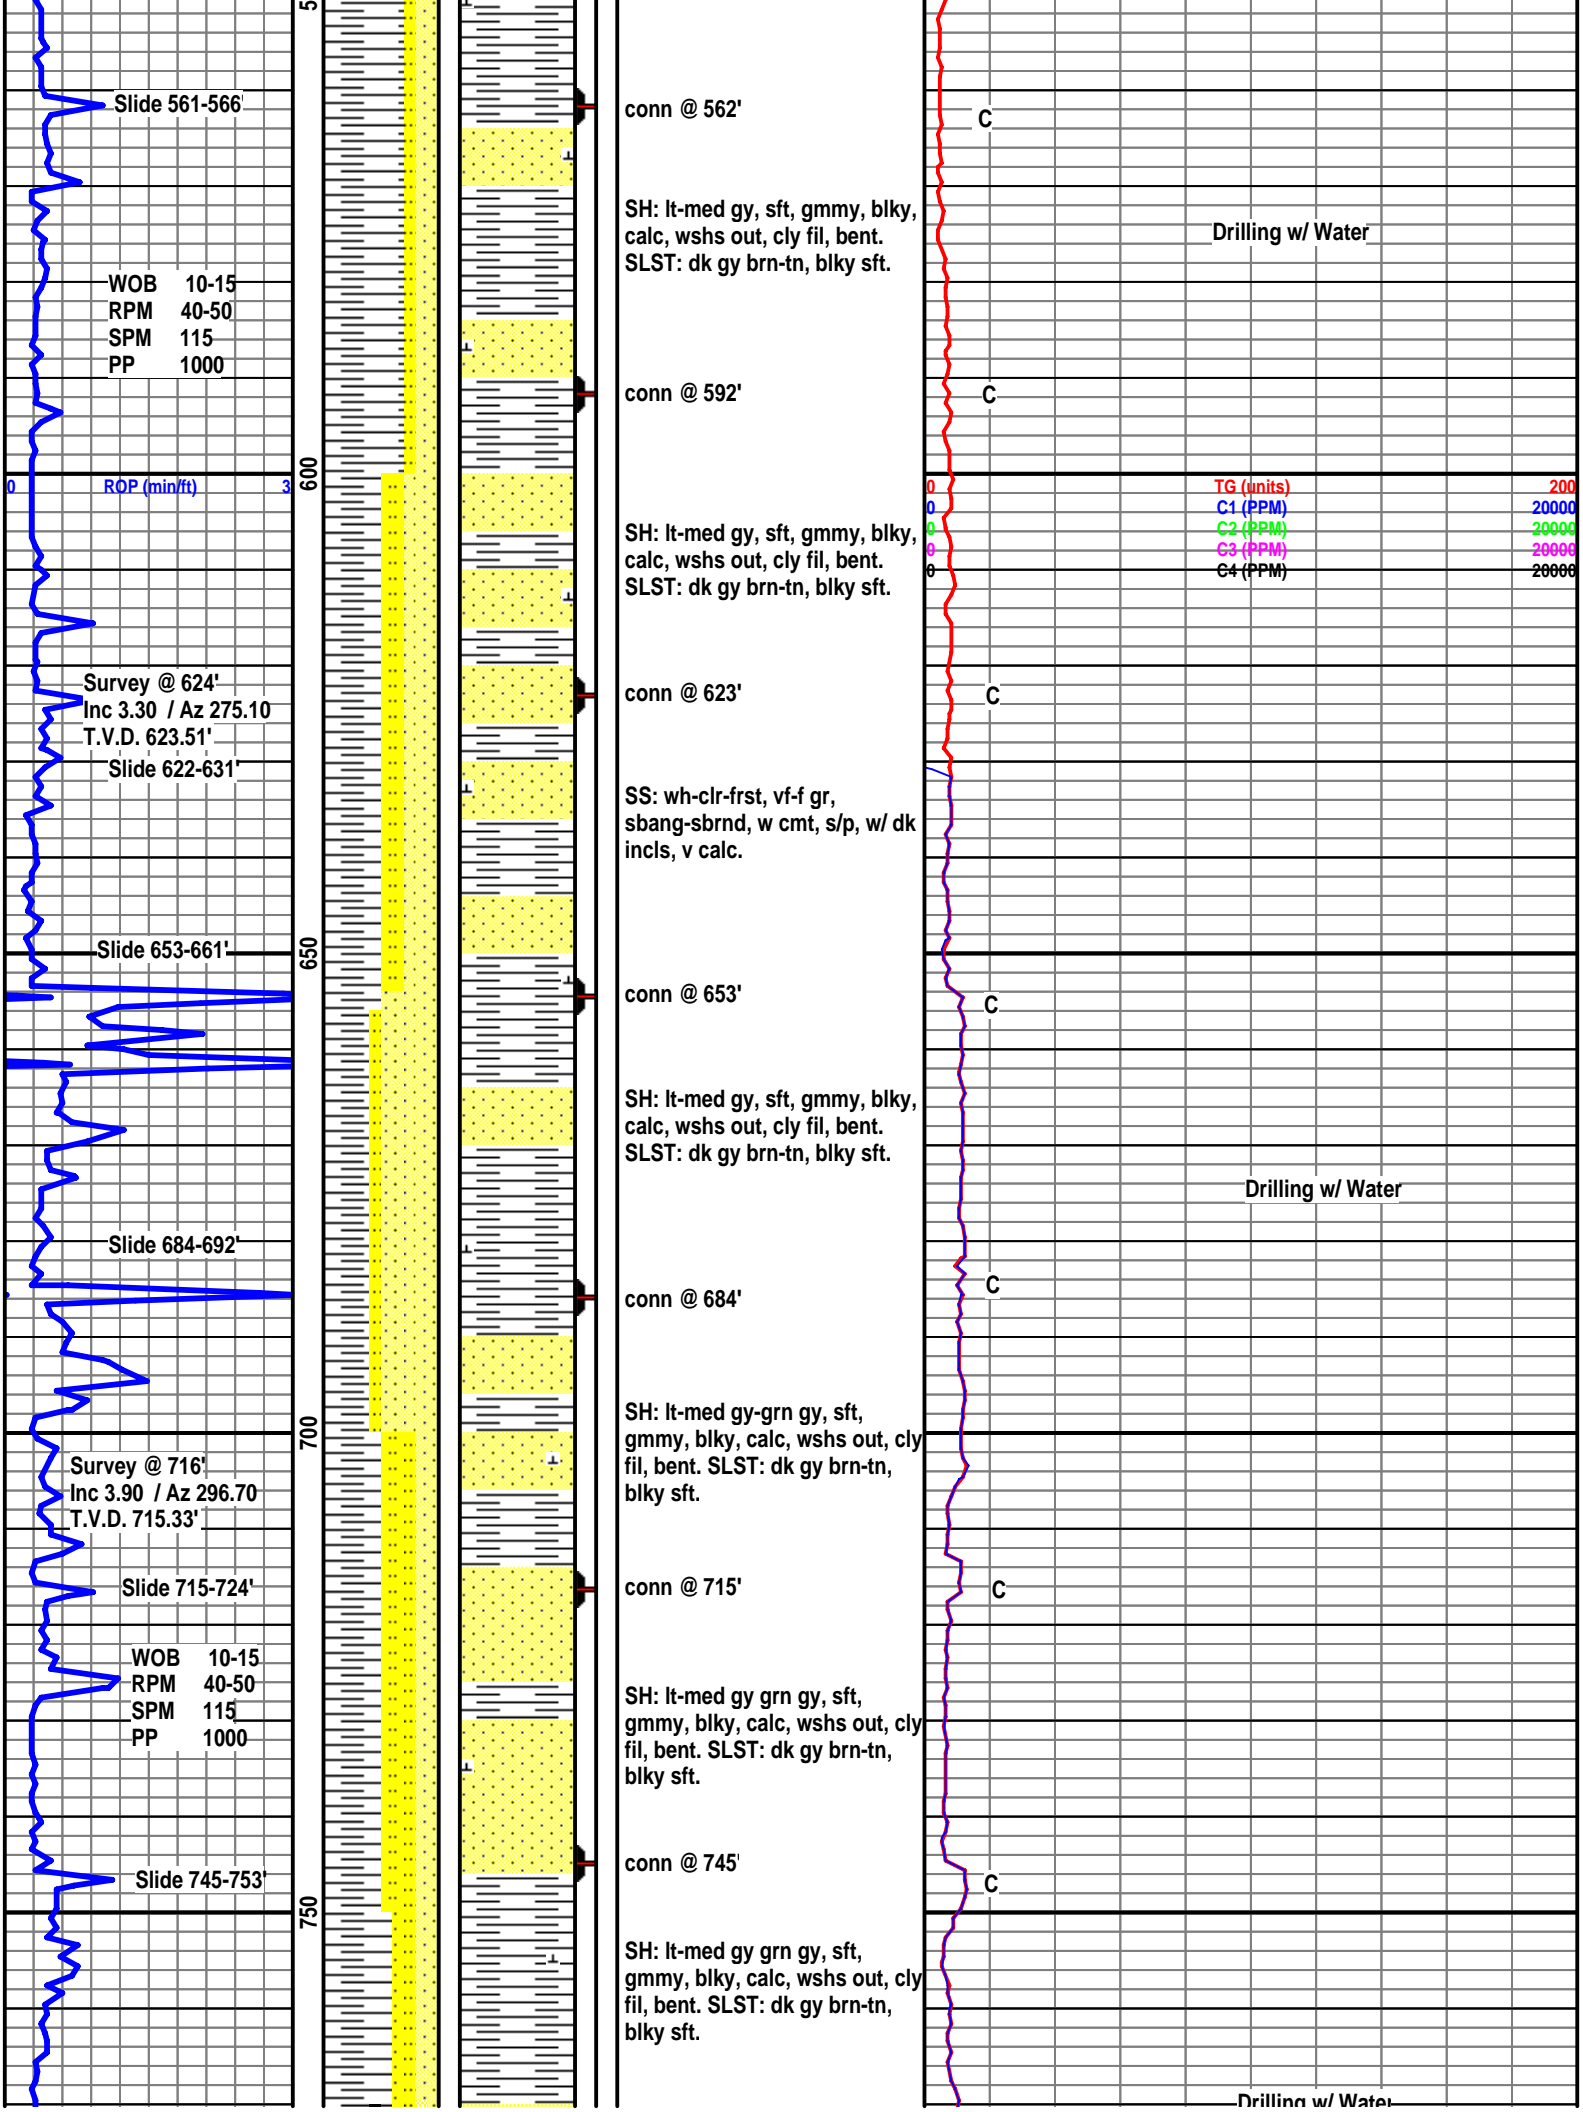 Slide 561-566'
conn @ 562'
C
SH: lt-med gy, sft, gmmy, blky,
calc, wshs out, cly fil, bent.
SLST: dk gy brn-tn, blky sft.
Drilling w/ Water
WOB 10-15
RPM 40-50
SPM 115
PP 1000
conn @ 592'
C
600
0 ROP (min/ft) 3
0 TG (units) 200
0 C1 (PPM) 20000
0 C2 (PPM) 20000
0 C3 (PPM) 20000
0 C4 (PPM) 20000
SH: lt-med gy, sft, gmmy, blky,
calc, wshs out, cly fil, bent.
SLST: dk gy brn-tn, blky sft.
Survey @ 624'
Inc 3.30 / Az 275.10
T.V.D. 623.51'
conn @ 623'
C
Slide 622-631'
SS: wh-clr-frst, vf-f gr,
sbang-sbrnd, w cmt, s/p, w/ dk
incls, v calc.
Slide 653-661'
650
conn @ 653'
C
SH: lt-med gy, sft, gmmy, blky,
calc, wshs out, cly fil, bent.
SLST: dk gy brn-tn, blky sft.
Drilling w/ Water
Slide 684-692'
conn @ 684'
C
SH: lt-med gy-grn gy, sft,
gmmy, blky, calc, wshs out, cly
fil, bent. SLST: dk gy brn-tn,
blky sft.
700
Survey @ 716'
Inc 3.90 / Az 296.70
T.V.D. 715.33'
Slide 715-724'
conn @ 715'
C
WOB 10-15
RPM 40-50
SPM 115
PP 1000
SH: lt-med gy grn gy, sft,
gmmy, blky, calc, wshs out, cly
fil, bent. SLST: dk gy brn-tn,
blky sft.
Slide 745-753'
conn @ 745'
C
750
SH: lt-med gy grn gy, sft,
gmmy, blky, calc, wshs out, cly
fil, bent. SLST: dk gy brn-tn,
blky sft.
Drilling w/ Water